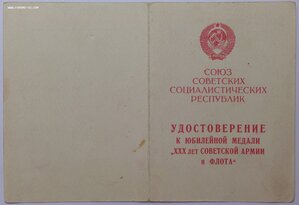 СОЮЗ
СОВЕТСКИХ
СОЦИАЛИСТИЧЕСКИХ
РЕСПУБЛИК
УДОСТОВЕРЕНИЕ
К ЮБИЛЕЙНОЙ МЕДАЛИ
„XXX лет СОВЕТСКОЙ АРМИИ
и ФЛОТА“